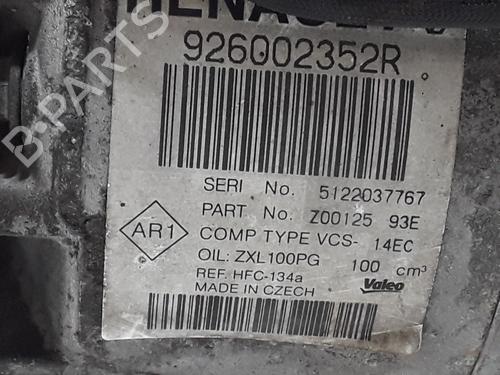 RENAULT
926002352R
SERI No. 5122037767
PART No. Z00125 93E
AR1
COMP TYPE VCS- 14EC
OIL: ZXL100PG 100 cm³
REF. HFC-134a
MADE IN CZECH
Valeo
B-PARTS